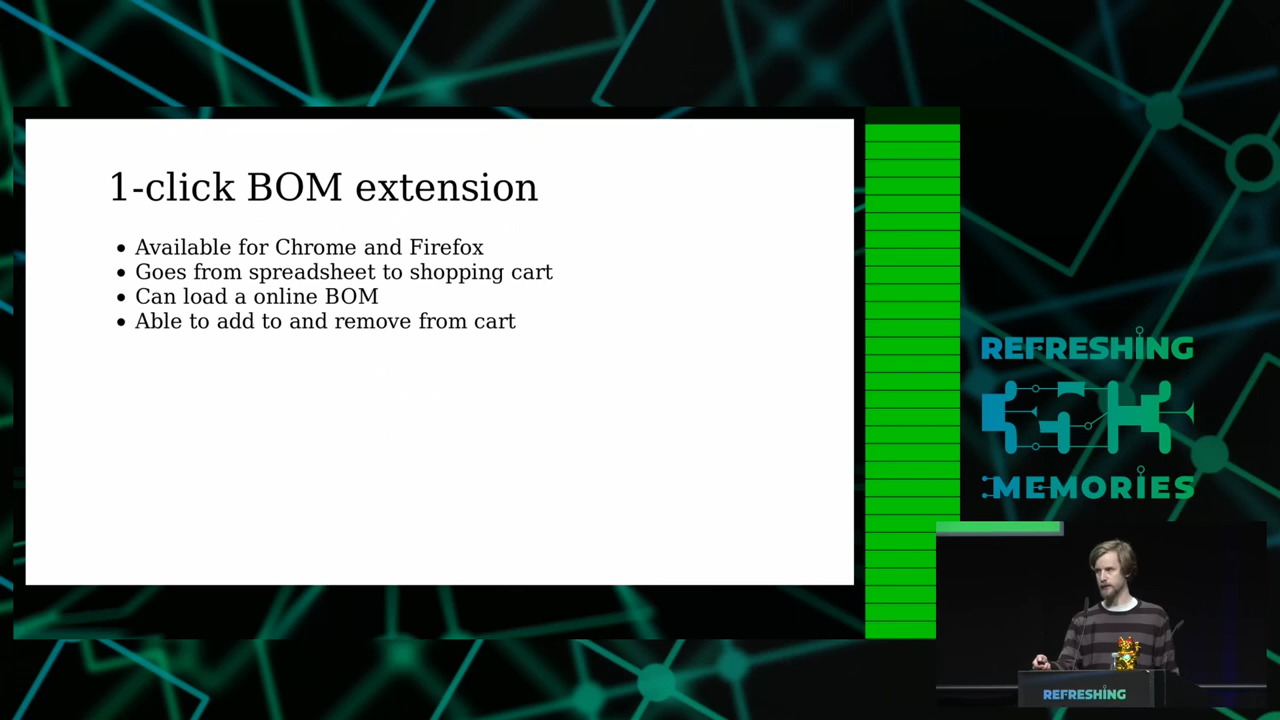 1-click BOM extension
• Available for Chrome and Firefox
• Goes from spreadsheet to shopping cart
• Can load a online BOM
• Able to add to and remove from cart
REFRESHING
MEMORIES
REFRESHING